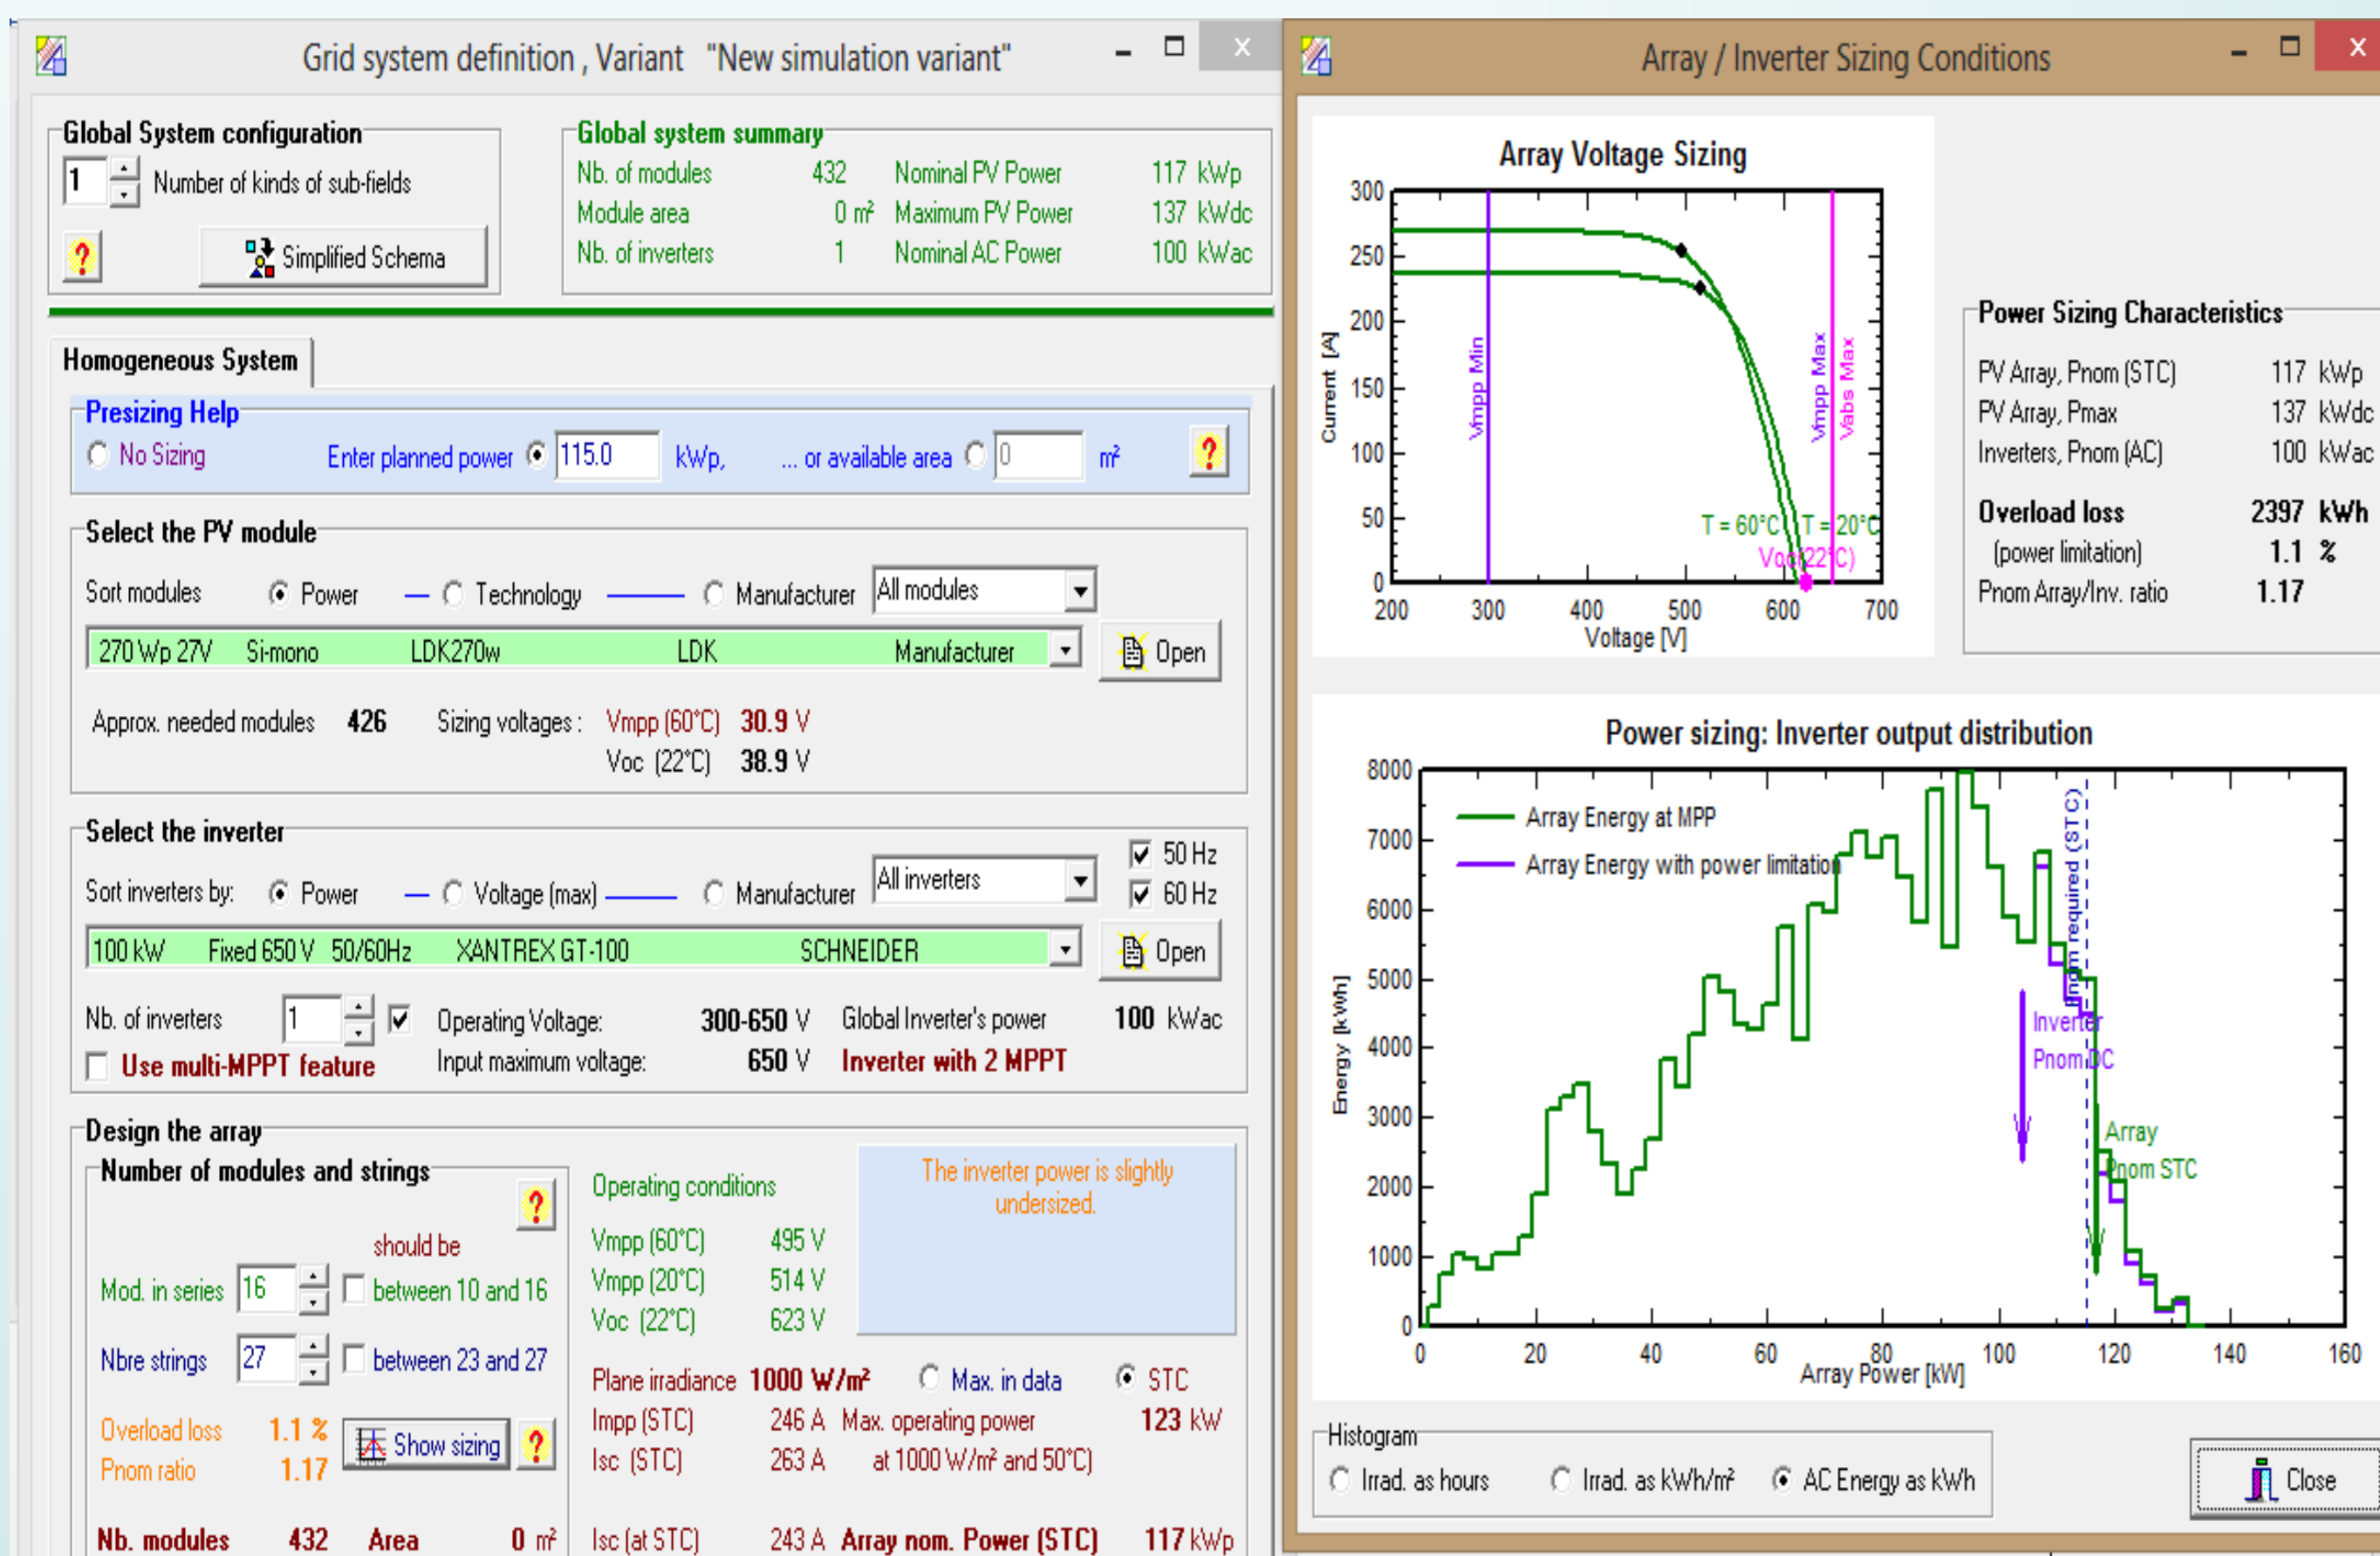 Grid system definition , Variant "New simulation variant"
Global System configuration
1 Number of kinds of sub-fields
? Simplified Schema
Global system summary
Nb. of modules 432 Nominal PV Power 117 kWp
Module area 0 m² Maximum PV Power 137 kWdc
Nb. of inverters 1 Nominal AC Power 100 kWac
Homogeneous System
Presizing Help
No Sizing Enter planned power 115.0 kWp, ... or available area 0 m² ?
Select the PV module
Sort modules Power Technology Manufacturer All modules
270 Wp 27V Si-mono LDK270w LDK Manufacturer Open
Approx. needed modules 426 Sizing voltages : Vmpp (60°C) 30.9 V
Voc (22°C) 38.9 V
Select the inverter
50 Hz
Sort inverters by: Power Voltage (max) Manufacturer All inverters
60 Hz
100 kW Fixed 650 V 50/60Hz XANTREX GT-100 SCHNEIDER Open
Nb. of inverters 1 Operating Voltage: 300-650 V Global Inverter's power 100 kWac
Use multi-MPPT feature Input maximum voltage: 650 V Inverter with 2 MPPT
Design the array
Number of modules and strings
?
should be
Mod. in series 16 between 10 and 16
Nbre strings 27 between 23 and 27
Overload loss 1.1 %
Pnom ratio 1.17
Show sizing ?
Nb. modules 432 Area 0 m²
Operating conditions
Vmpp (60°C) 495 V
Vmpp (20°C) 514 V
Voc (22°C) 623 V
The inverter power is slightly
undersized.
Plane irradiance 1000 W/m² Max. in data STC
Impp (STC) 246 A Max. operating power 123 kW
Isc (STC) 263 A at 1000 W/m² and 50°C)
Isc (at STC) 243 A Array nom. Power (STC) 117 kWp
Array / Inverter Sizing Conditions
Array Voltage Sizing
300
250
200
150
100
50
0
Current [A]
Vmpp Min
Vmpp Max
Vabs Max
T = 60°C T = 20°C
Voc(22°C)
200 300 400 500 600 700
Voltage [V]
Power Sizing Characteristics
PV Array, Pnom (STC) 117 kWp
PV Array, Pmax 137 kWdc
Inverters, Pnom (AC) 100 kWac
Overload loss 2397 kWh
(power limitation) 1.1 %
Pnom Array/Inv. ratio 1.17
Power sizing: Inverter output distribution
8000
7000
6000
5000
4000
3000
2000
1000
0
Energy [kWh]
Array Energy at MPP
Array Energy with power limitation
Pnom required (STC)
Inverter
Pnom DC
Array
Pnom STC
0 20 40 60 80 100 120 140 160
Array Power [kW]
Histogram
Irrad. as hours Irrad. as kWh/m² AC Energy as kWh
Close